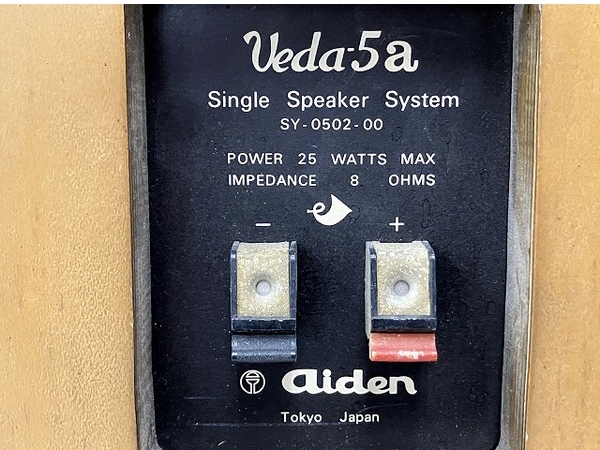 Veda-5a
Single Speaker System
SY-0502-00
POWER 25 WATTS MAX
IMPEDANCE 8 OHMS
- +
aiden
Tokyo Japan